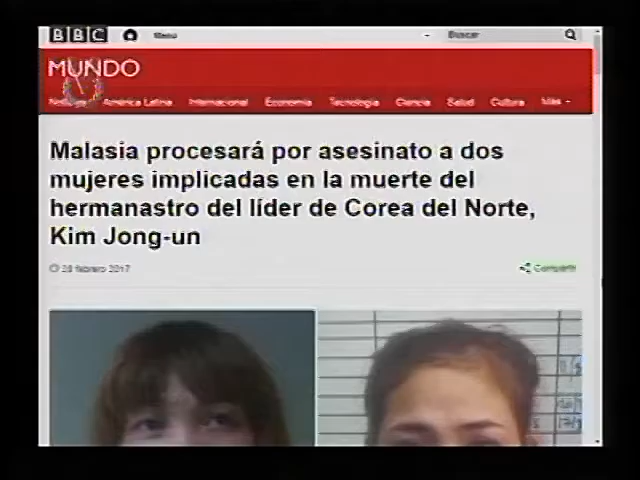 BBC Menú Buscar
MUNDO
Noticias América Latina Internacional Economía Tecnología Ciencia Salud Cultura Más
Malasia procesará por asesinato a dos
mujeres implicadas en la muerte del
hermanastro del líder de Corea del Norte,
Kim Jong-un
28 febrero 2017 Compartir